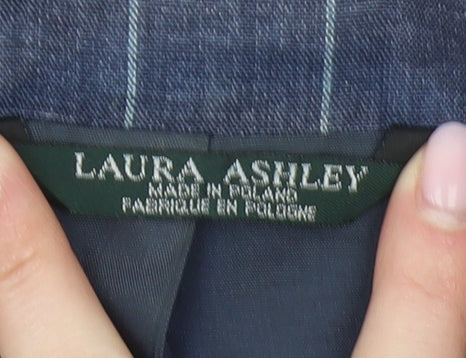 LAURA ASHLEY
MADE IN POLAND
FABRIQUE EN POLOGNE